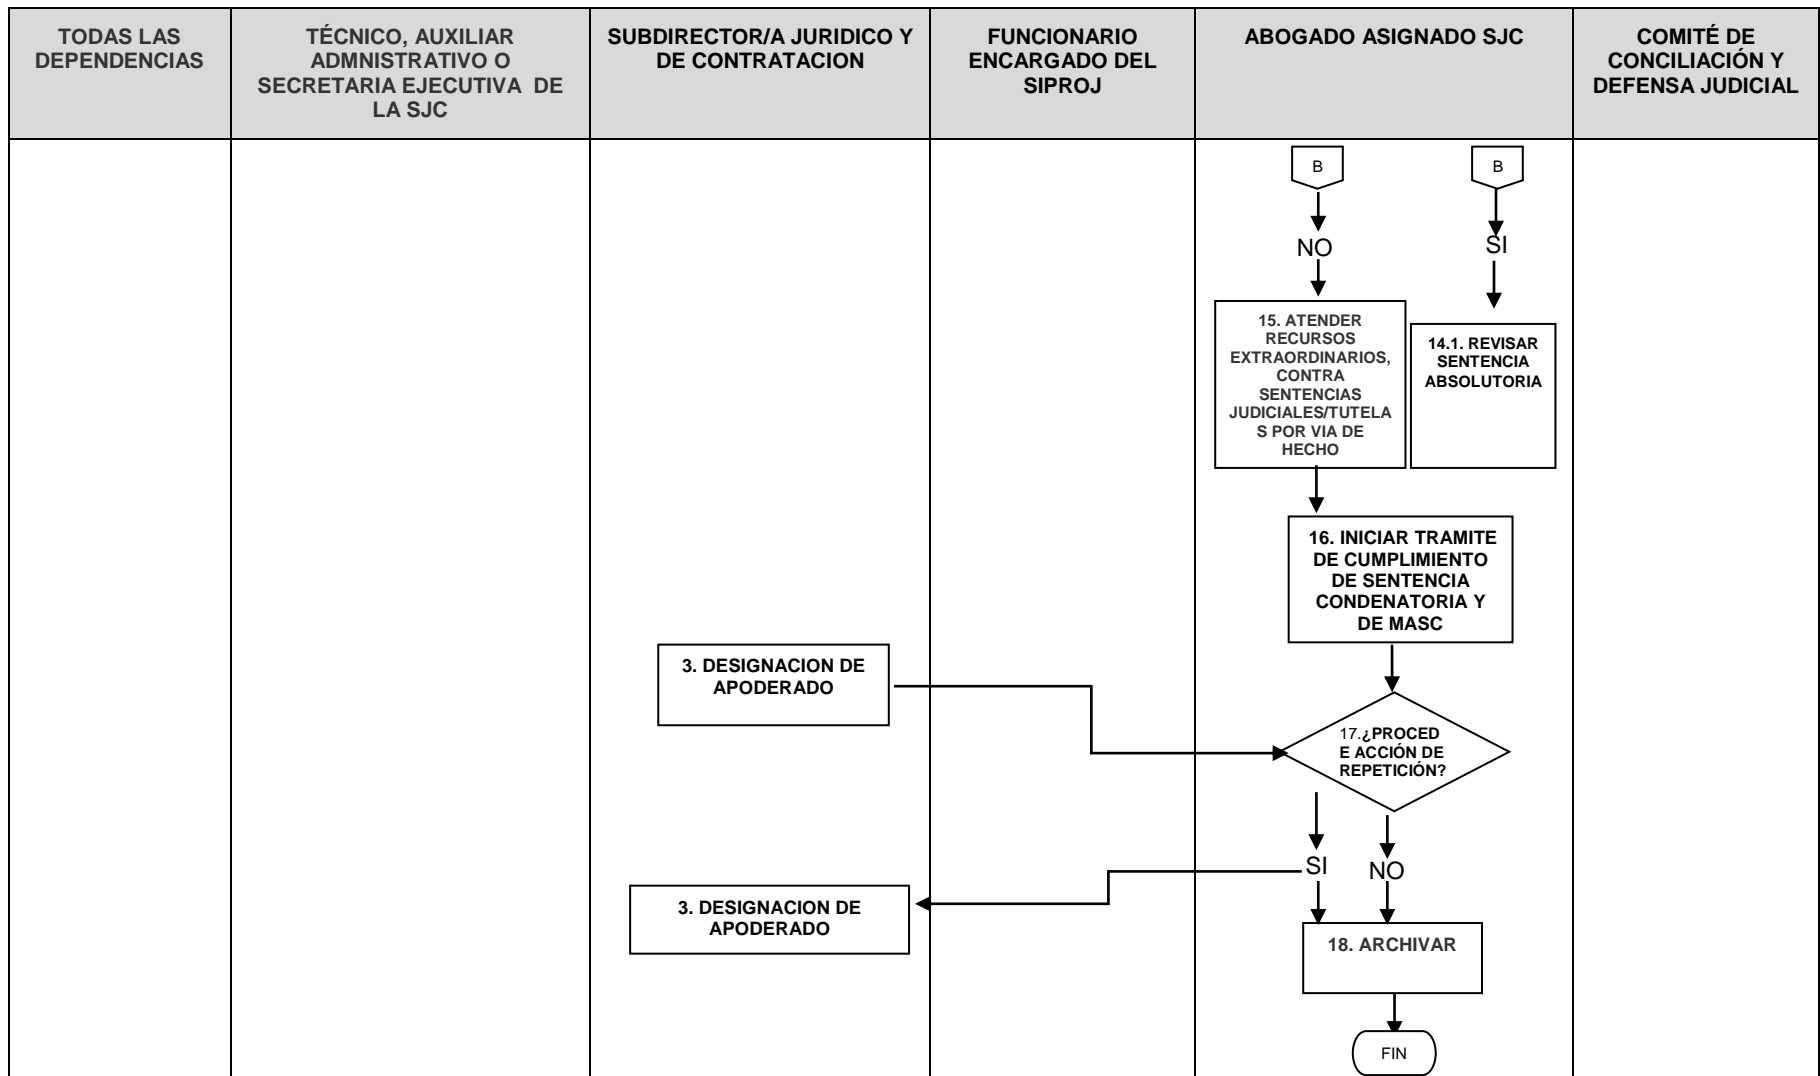 TODAS LAS
DEPENDENCIAS
TÉCNICO, AUXILIAR
ADMNISTRATIVO O
SECRETARIA EJECUTIVA DE
LA SJC
SUBDIRECTOR/A JURIDICO Y
DE CONTRATACION
FUNCIONARIO
ENCARGADO DEL
SIPROJ
ABOGADO ASIGNADO SJC
COMITÉ DE
CONCILIACIÓN Y
DEFENSA JUDICIAL
B
B
NO
SI
15. ATENDER
RECURSOS
EXTRAORDINARIOS,
CONTRA
SENTENCIAS
JUDICIALES/TUTELA
S POR VIA DE
HECHO
14.1. REVISAR
SENTENCIA
ABSOLUTORIA
16. INICIAR TRAMITE
DE CUMPLIMIENTO
DE SENTENCIA
CONDENATORIA Y
DE MASC
3. DESIGNACION DE
APODERADO
17.¿PROCED
E ACCIÓN DE
REPETICIÓN?
SI
NO
3. DESIGNACION DE
APODERADO
18. ARCHIVAR
FIN